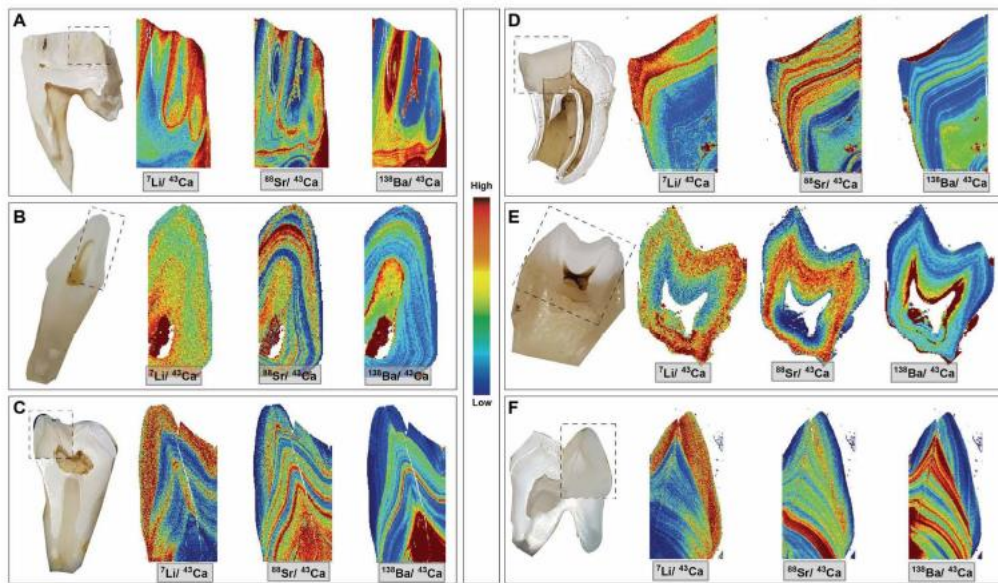 A
⁷Li/ ⁴³Ca
⁸⁸Sr/ ⁴³Ca
¹³⁸Ba/ ⁴³Ca
B
⁷Li/ ⁴³Ca
⁸⁸Sr/ ⁴³Ca
¹³⁸Ba/ ⁴³Ca
C
⁷Li/ ⁴³Ca
⁸⁸Sr/ ⁴³Ca
¹³⁸Ba/ ⁴³Ca
High
Low
D
⁷Li/ ⁴³Ca
⁸⁸Sr/ ⁴³Ca
¹³⁸Ba/ ⁴³Ca
E
⁷Li/ ⁴³Ca
⁸⁸Sr/ ⁴³Ca
¹³⁸Ba/ ⁴³Ca
F
⁷Li/ ⁴³Ca
⁸⁸Sr/ ⁴³Ca
¹³⁸Ba/ ⁴³Ca